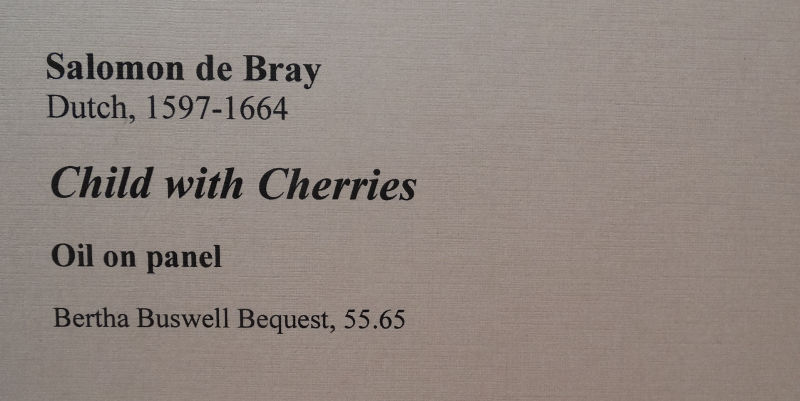 Salomon de Bray
Dutch, 1597-1664
Child with Cherries
Oil on panel
Bertha Buswell Bequest, 55.65